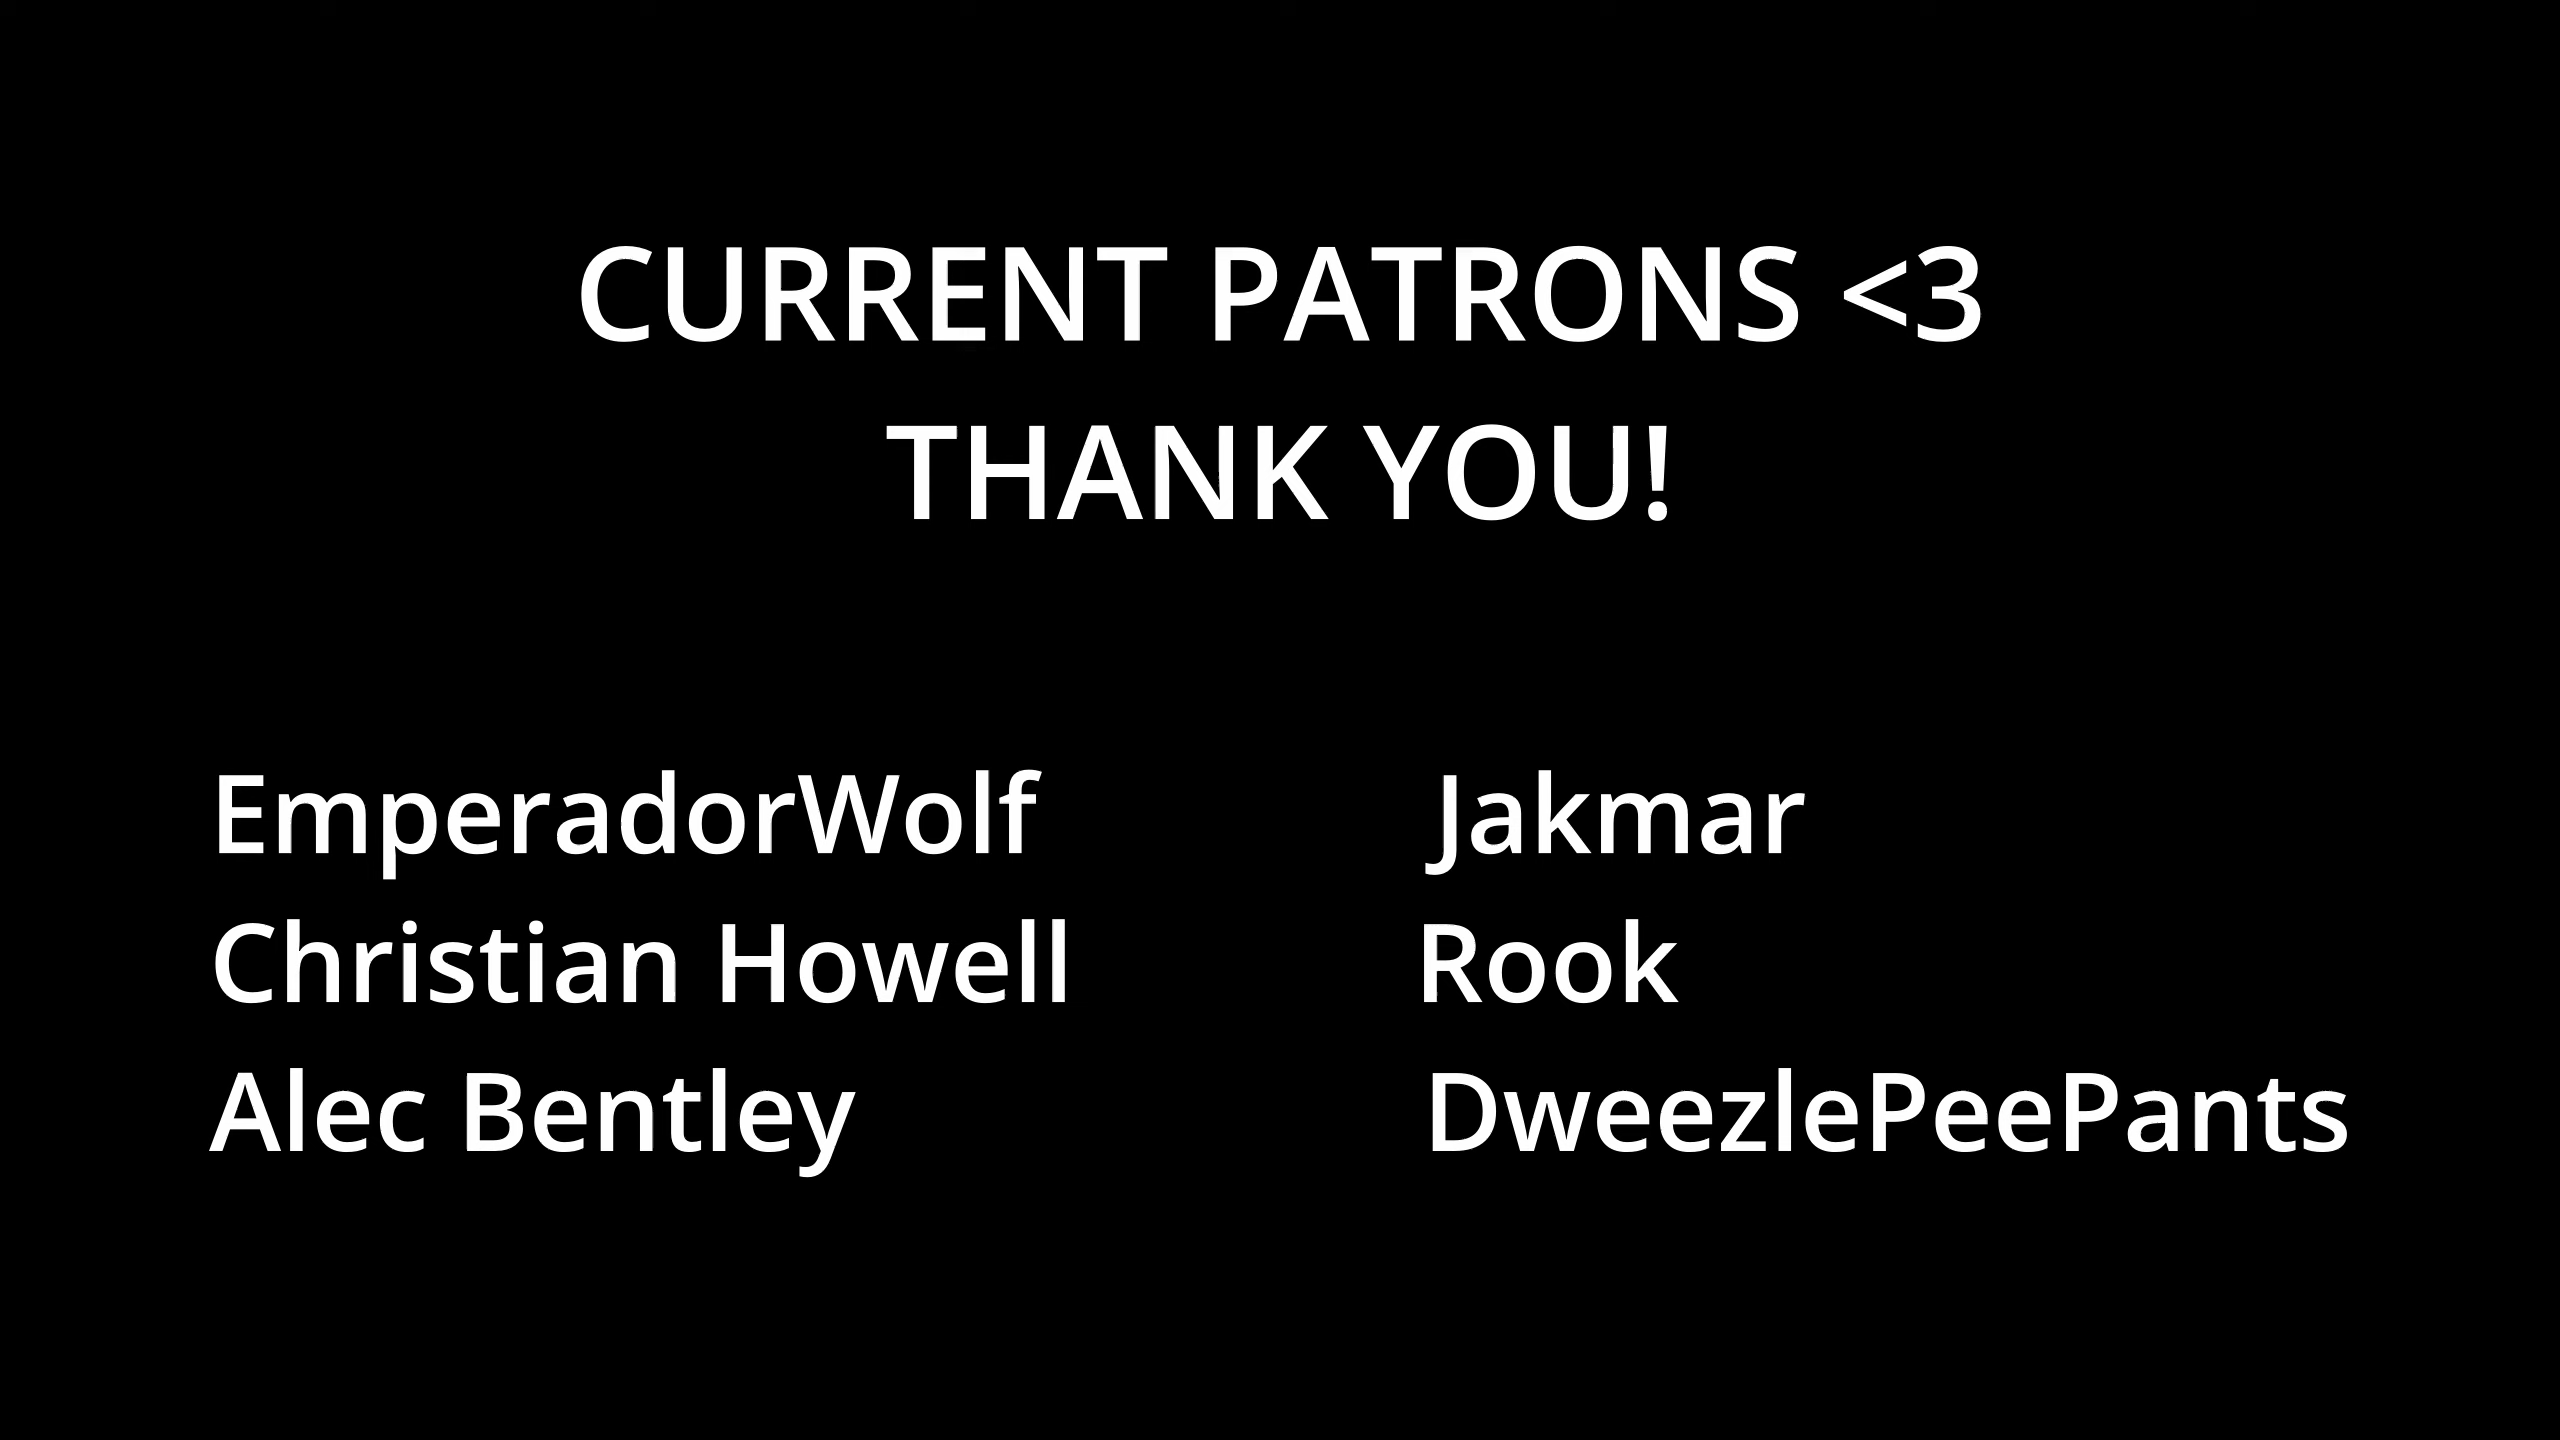 CURRENT PATRONS <3
THANK YOU!
EmperadorWolf
Christian Howell
Alec Bentley
Jakmar
Rook
DweezlePeePants